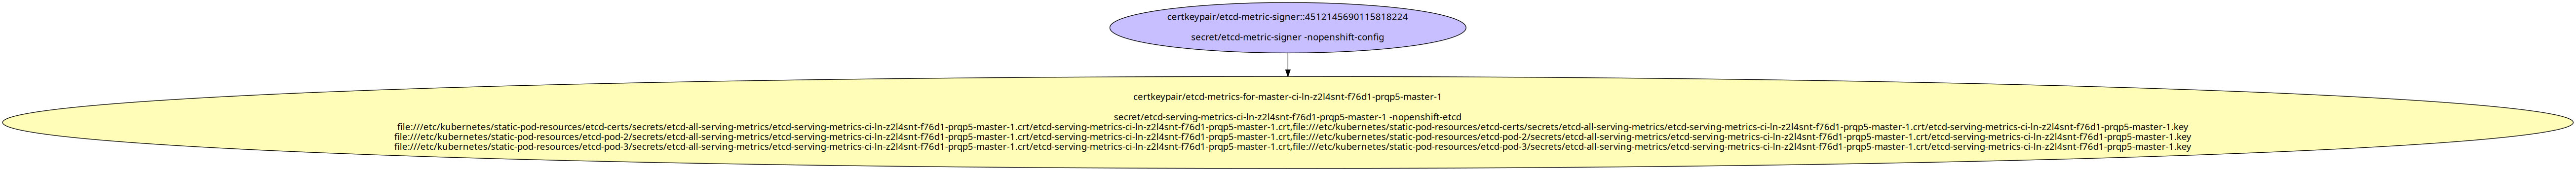 certkeypair/etcd-metric-signer::4512145690115818224
secret/etcd-metric-signer -nopenshift-config
certkeypair/etcd-metrics-for-master-ci-ln-z2l4snt-f76d1-prqp5-master-1
secret/etcd-serving-metrics-ci-ln-z2l4snt-f76d1-prqp5-master-1 -nopenshift-etcd
file:///etc/kubernetes/static-pod-resources/etcd-certs/secrets/etcd-all-serving-metrics/etcd-serving-metrics-ci-ln-z2l4snt-f76d1-prqp5-master-1.crt/etcd-serving-metrics-ci-ln-z2l4snt-f76d1-prqp5-master-1.crt,file:///etc/kubernetes/static-pod-resources/etcd-certs/secrets/etcd-all-serving-metrics/etcd-serving-metrics-ci-ln-z2l4snt-f76d1-prqp5-master-1.crt/etcd-serving-metrics-ci-ln-z2l4snt-f76d1-prqp5-master-1.key
file:///etc/kubernetes/static-pod-resources/etcd-pod-2/secrets/etcd-all-serving-metrics/etcd-serving-metrics-ci-ln-z2l4snt-f76d1-prqp5-master-1.crt/etcd-serving-metrics-ci-ln-z2l4snt-f76d1-prqp5-master-1.crt,file:///etc/kubernetes/static-pod-resources/etcd-pod-2/secrets/etcd-all-serving-metrics/etcd-serving-metrics-ci-ln-z2l4snt-f76d1-prqp5-master-1.crt/etcd-serving-metrics-ci-ln-z2l4snt-f76d1-prqp5-master-1.key
file:///etc/kubernetes/static-pod-resources/etcd-pod-3/secrets/etcd-all-serving-metrics/etcd-serving-metrics-ci-ln-z2l4snt-f76d1-prqp5-master-1.crt/etcd-serving-metrics-ci-ln-z2l4snt-f76d1-prqp5-master-1.crt,file:///etc/kubernetes/static-pod-resources/etcd-pod-3/secrets/etcd-all-serving-metrics/etcd-serving-metrics-ci-ln-z2l4snt-f76d1-prqp5-master-1.crt/etcd-serving-metrics-ci-ln-z2l4snt-f76d1-prqp5-master-1.key